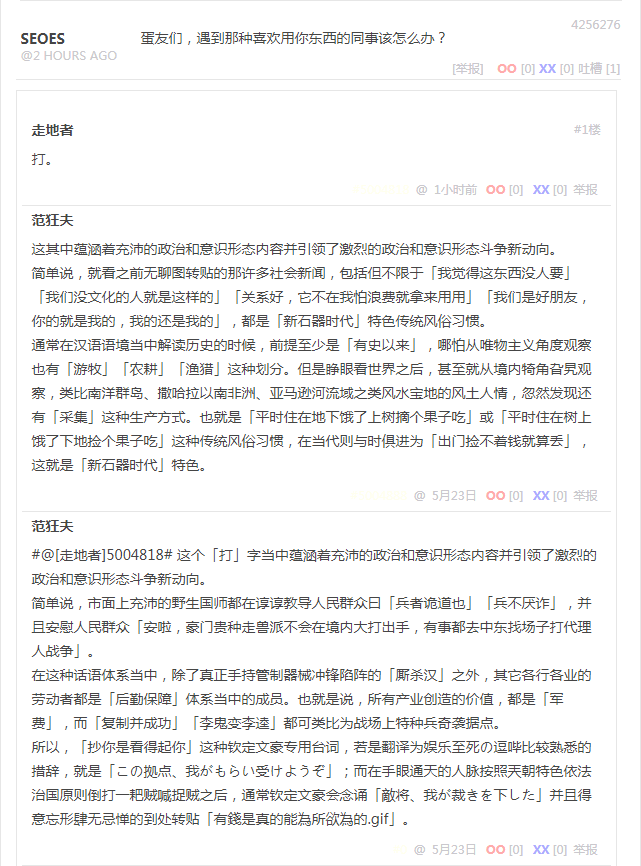 4256276
SEOES
蛋友们，遇到那种喜欢用你东西的同事该怎么办？
@2 HOURS AGO
[举报] OO [0] XX [0] 吐槽 [1]
走地者
#1楼
打。
@ 1小时前 OO [0] XX [0] 举报
范狂夫
这其中蕴涵着充沛的政治和意识形态内容并引领了激烈的政治和意识形态斗争新动向。
简单说，就看之前无聊图转贴的那许多社会新闻，包括但不限于「我觉得这东西没人要」
「我们没文化的人就是这样的」「关系好，它不在我怕浪费就拿来用用」「我们是好朋友，
你的就是我的，我的还是我的」，都是「新石器时代」特色传统风俗习惯。
通常在汉语语境当中解读历史的时候，前提至少是「有史以来」，哪怕从唯物主义角度观察
也有「游牧」「农耕」「渔猎」这种划分。但是睁眼看世界之后，甚至就从境内犄角旮旯观
察，类比南洋群岛、撒哈拉以南非洲、亚马逊河流域之类风水宝地的风土人情，忽然发现还
有「采集」这种生产方式。也就是「平时住在地下饿了上树摘个果子吃」或「平时住在树上
饿了下地捡个果子吃」这种传统风俗习惯，在当代则与时俱进为「出门捡不着钱就算丢」，
这就是「新石器时代」特色。
@ 5月23日 OO [0] XX [0] 举报
范狂夫
#@[走地者]5004818# 这个「打」字当中蕴涵着充沛的政治和意识形态内容并引领了激烈的
政治和意识形态斗争新动向。
简单说，市面上充沛的野生国师都在谆谆教导人民群众曰「兵者诡道也」「兵不厌诈」，并
且安慰人民群众「安啦，豪门贵种走兽派不会在境内大打出手，有事都去中东找场子打代理
人战争」。
在这种话语体系当中，除了真正手持管制器械冲锋陷阵的「厮杀汉」之外，其它各行各业的
劳动者都是「后勤保障」体系当中的成员。也就是说，所有产业创造的价值，都是「军
费」，而「复制并成功」「李鬼变李逵」都可类比为战场上特种兵奇袭据点。
所以，「抄你是看得起你」这种钦定文豪专用台词，若是翻译为娱乐至死の逗哔比较熟悉的
措辞，就是「この拠点、我がもらい受けようぞ」；而在手眼通天的人脉按照天朝特色依法
治国原则倒打一耙贼喊捉贼之后，通常钦定文豪会念诵「敵将、我が裁きを下した」并且得
意忘形肆无忌惮的到处转贴「有錢是真的能為所欲為的.gif」。
@ 5月23日 OO [0] XX [0] 举报